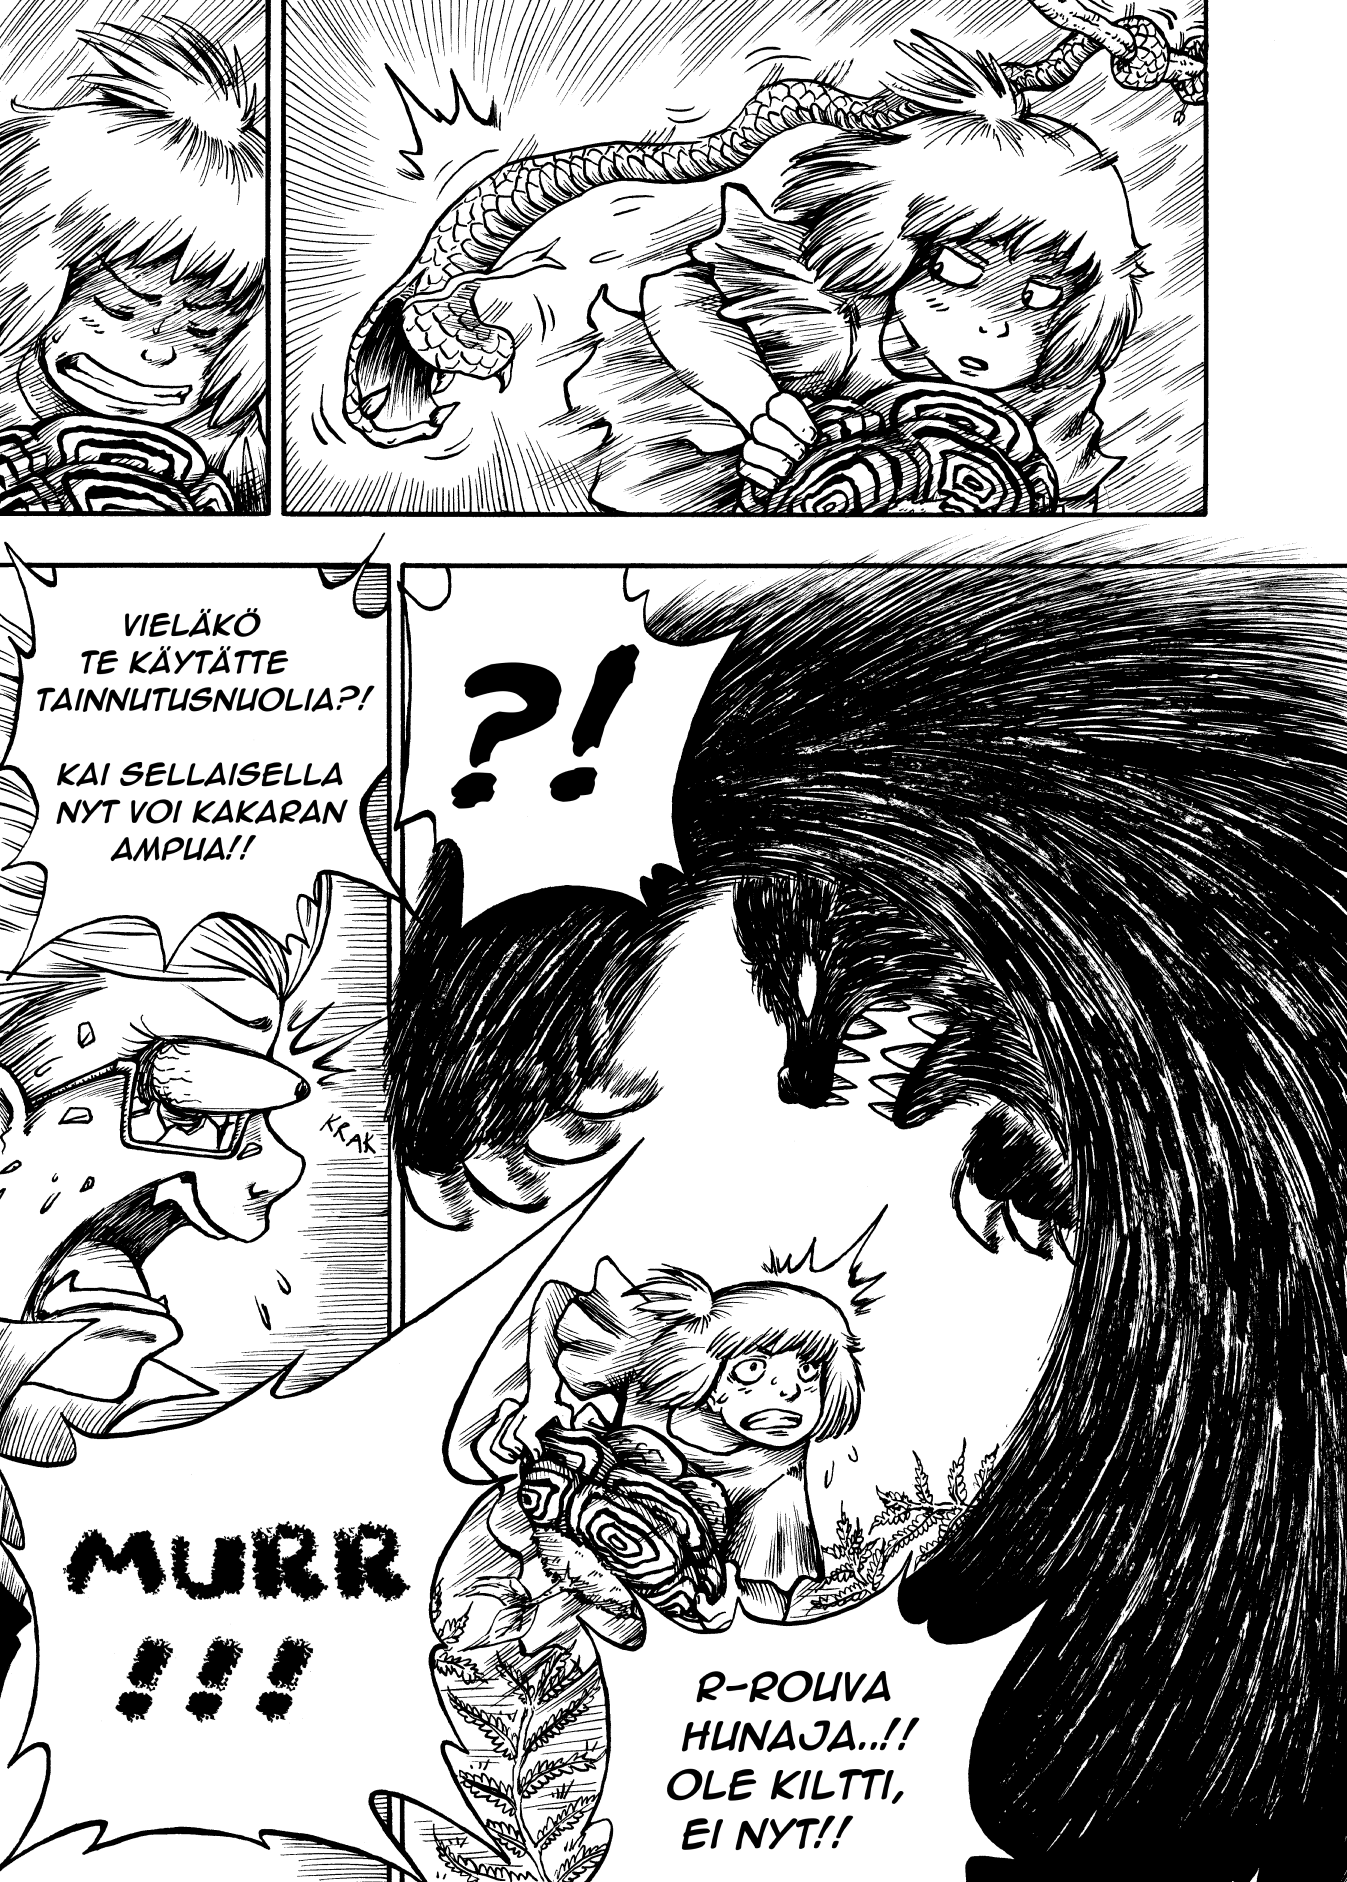 VIELÄKÖ
TE KÄYTÄTTE
TAINNUTUSNUOLIA?!
KAI SELLAISELLA
NYT VOI KAKARAN
AMPUA!!
?!
KRAK
MURR
!!!
R-ROUVA
HUNAJA..!!
OLE KILTTI,
EI NYT!!